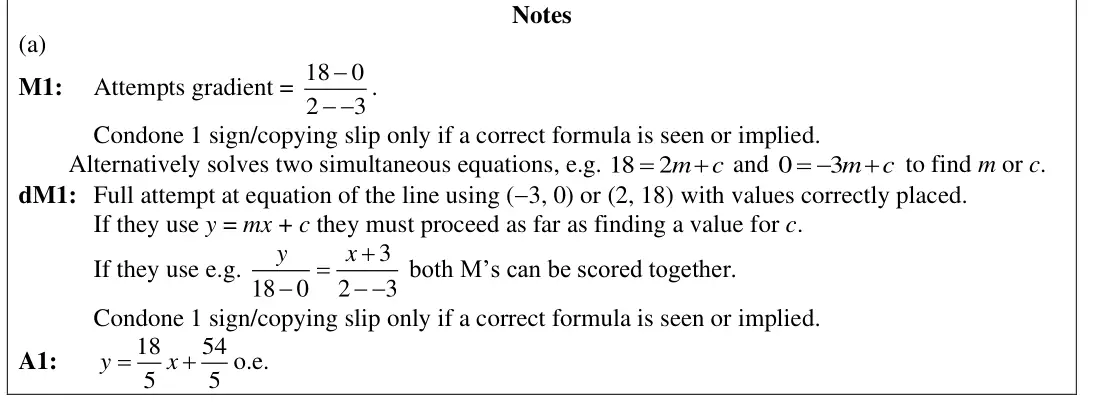 Notes
(a)
M1: Attempts gradient = \frac{18-0}{2--3}.
Condone 1 sign/copying slip only if a correct formula is seen or implied.
Alternatively solves two simultaneous equations, e.g. 18 = 2m + c and 0 = −3m + c to find m or c.
dM1: Full attempt at equation of the line using (−3, 0) or (2, 18) with values correctly placed.
If they use y = mx + c they must proceed as far as finding a value for c.
If they use e.g. \frac{y}{18-0} = \frac{x+3}{2--3} both M's can be scored together.
Condone 1 sign/copying slip only if a correct formula is seen or implied.
A1: y = \frac{18}{5}x + \frac{54}{5} o.e.